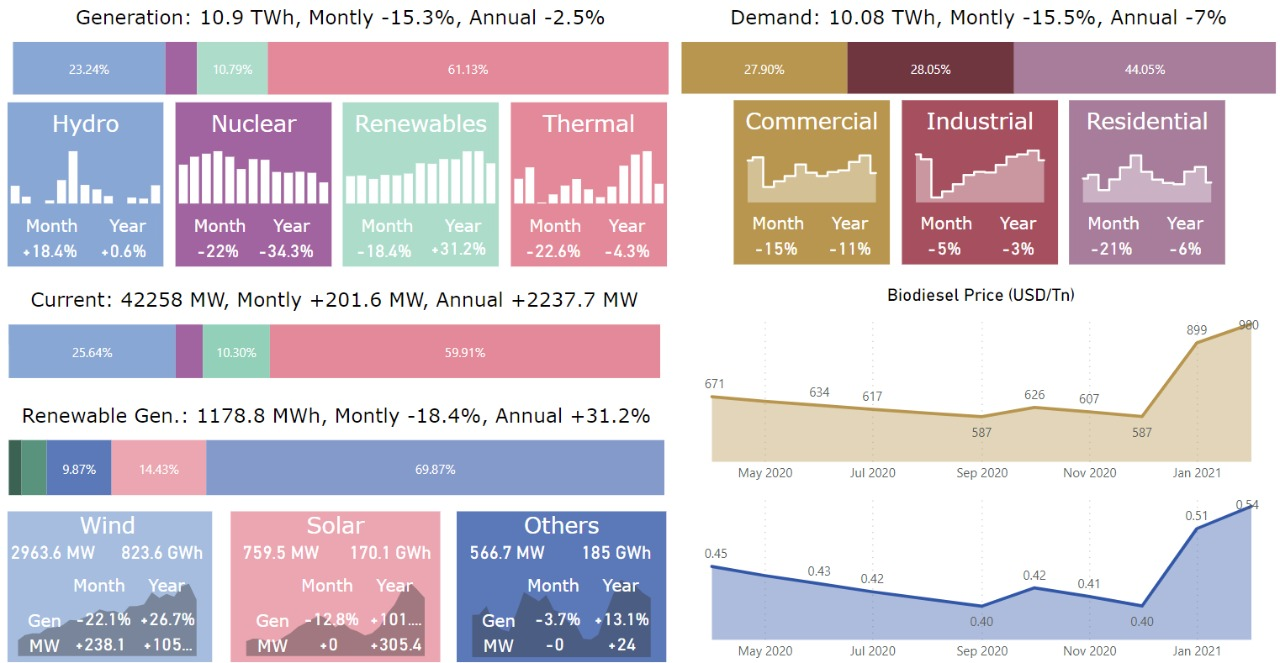 Generation: 10.9 TWh, Montly -15.3%, Annual -2.5%
23.24% 10.79% 61.13%
Hydro Nuclear Renewables Thermal
Month Year Month Year Month Year Month Year
+18.4% +0.6% -22% -34.3% -18.4% +31.2% -22.6% -4.3%
Demand: 10.08 TWh, Montly -15.5%, Annual -7%
27.90% 28.05% 44.05%
Commercial Industrial Residential
Month Year Month Year Month Year
-15% -11% -5% -3% -21% -6%
Current: 42258 MW, Montly +201.6 MW, Annual +2237.7 MW
25.64% 10.30% 59.91%
Renewable Gen.: 1178.8 MWh, Montly -18.4%, Annual +31.2%
9.87% 14.43% 69.87%
Wind Solar Others
2963.6 MW 823.6 GWh 759.5 MW 170.1 GWh 566.7 MW 185 GWh
Month Year Month Year Month Year
Gen -22.1% +26.7% Gen -12.8% +101.... Gen -3.7% +13.1%
MW +238.1 +105... MW +0 +305.4 MW -0 +24
Biodiesel Price (USD/Tn)
671 634 617 587 626 607 587 899 980
May 2020 Jul 2020 Sep 2020 Nov 2020 Jan 2021
0.45 0.43 0.42 0.40 0.42 0.41 0.40 0.51 0.54
May 2020 Jul 2020 Sep 2020 Nov 2020 Jan 2021